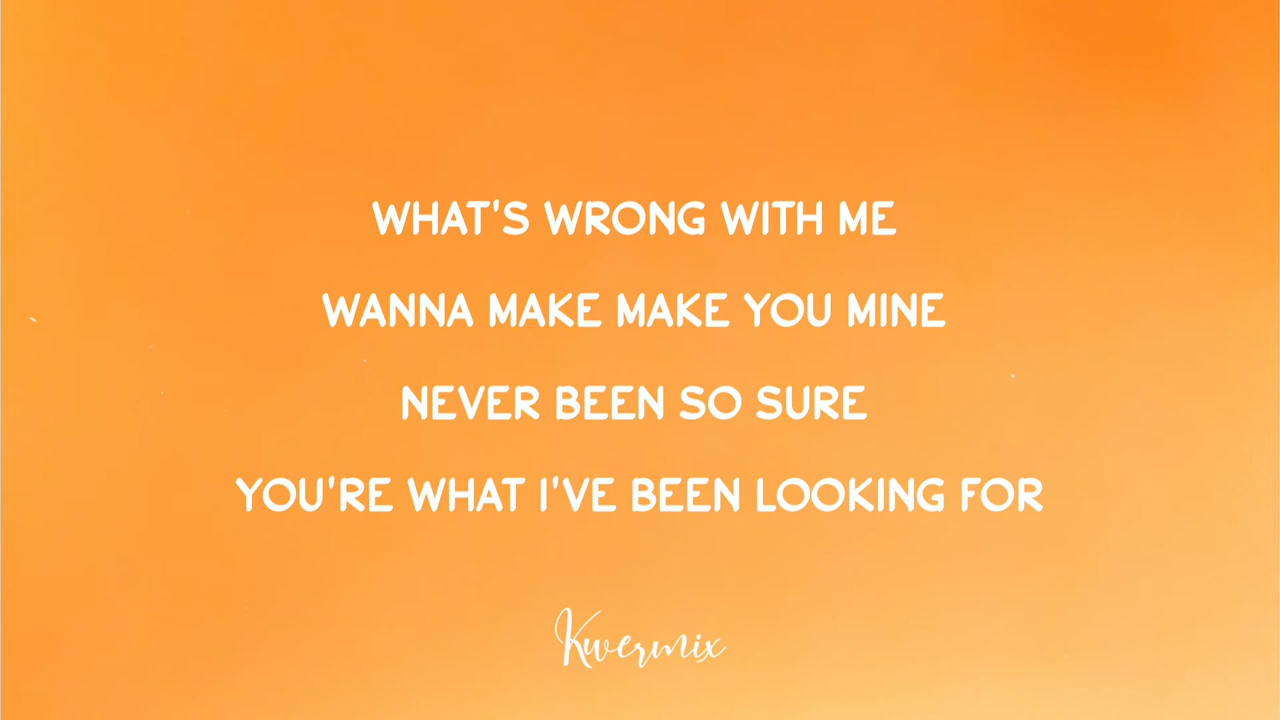 WHAT'S WRONG WITH ME
WANNA MAKE MAKE YOU MINE
NEVER BEEN SO SURE
YOU'RE WHAT I'VE BEEN LOOKING FOR
Kwermix